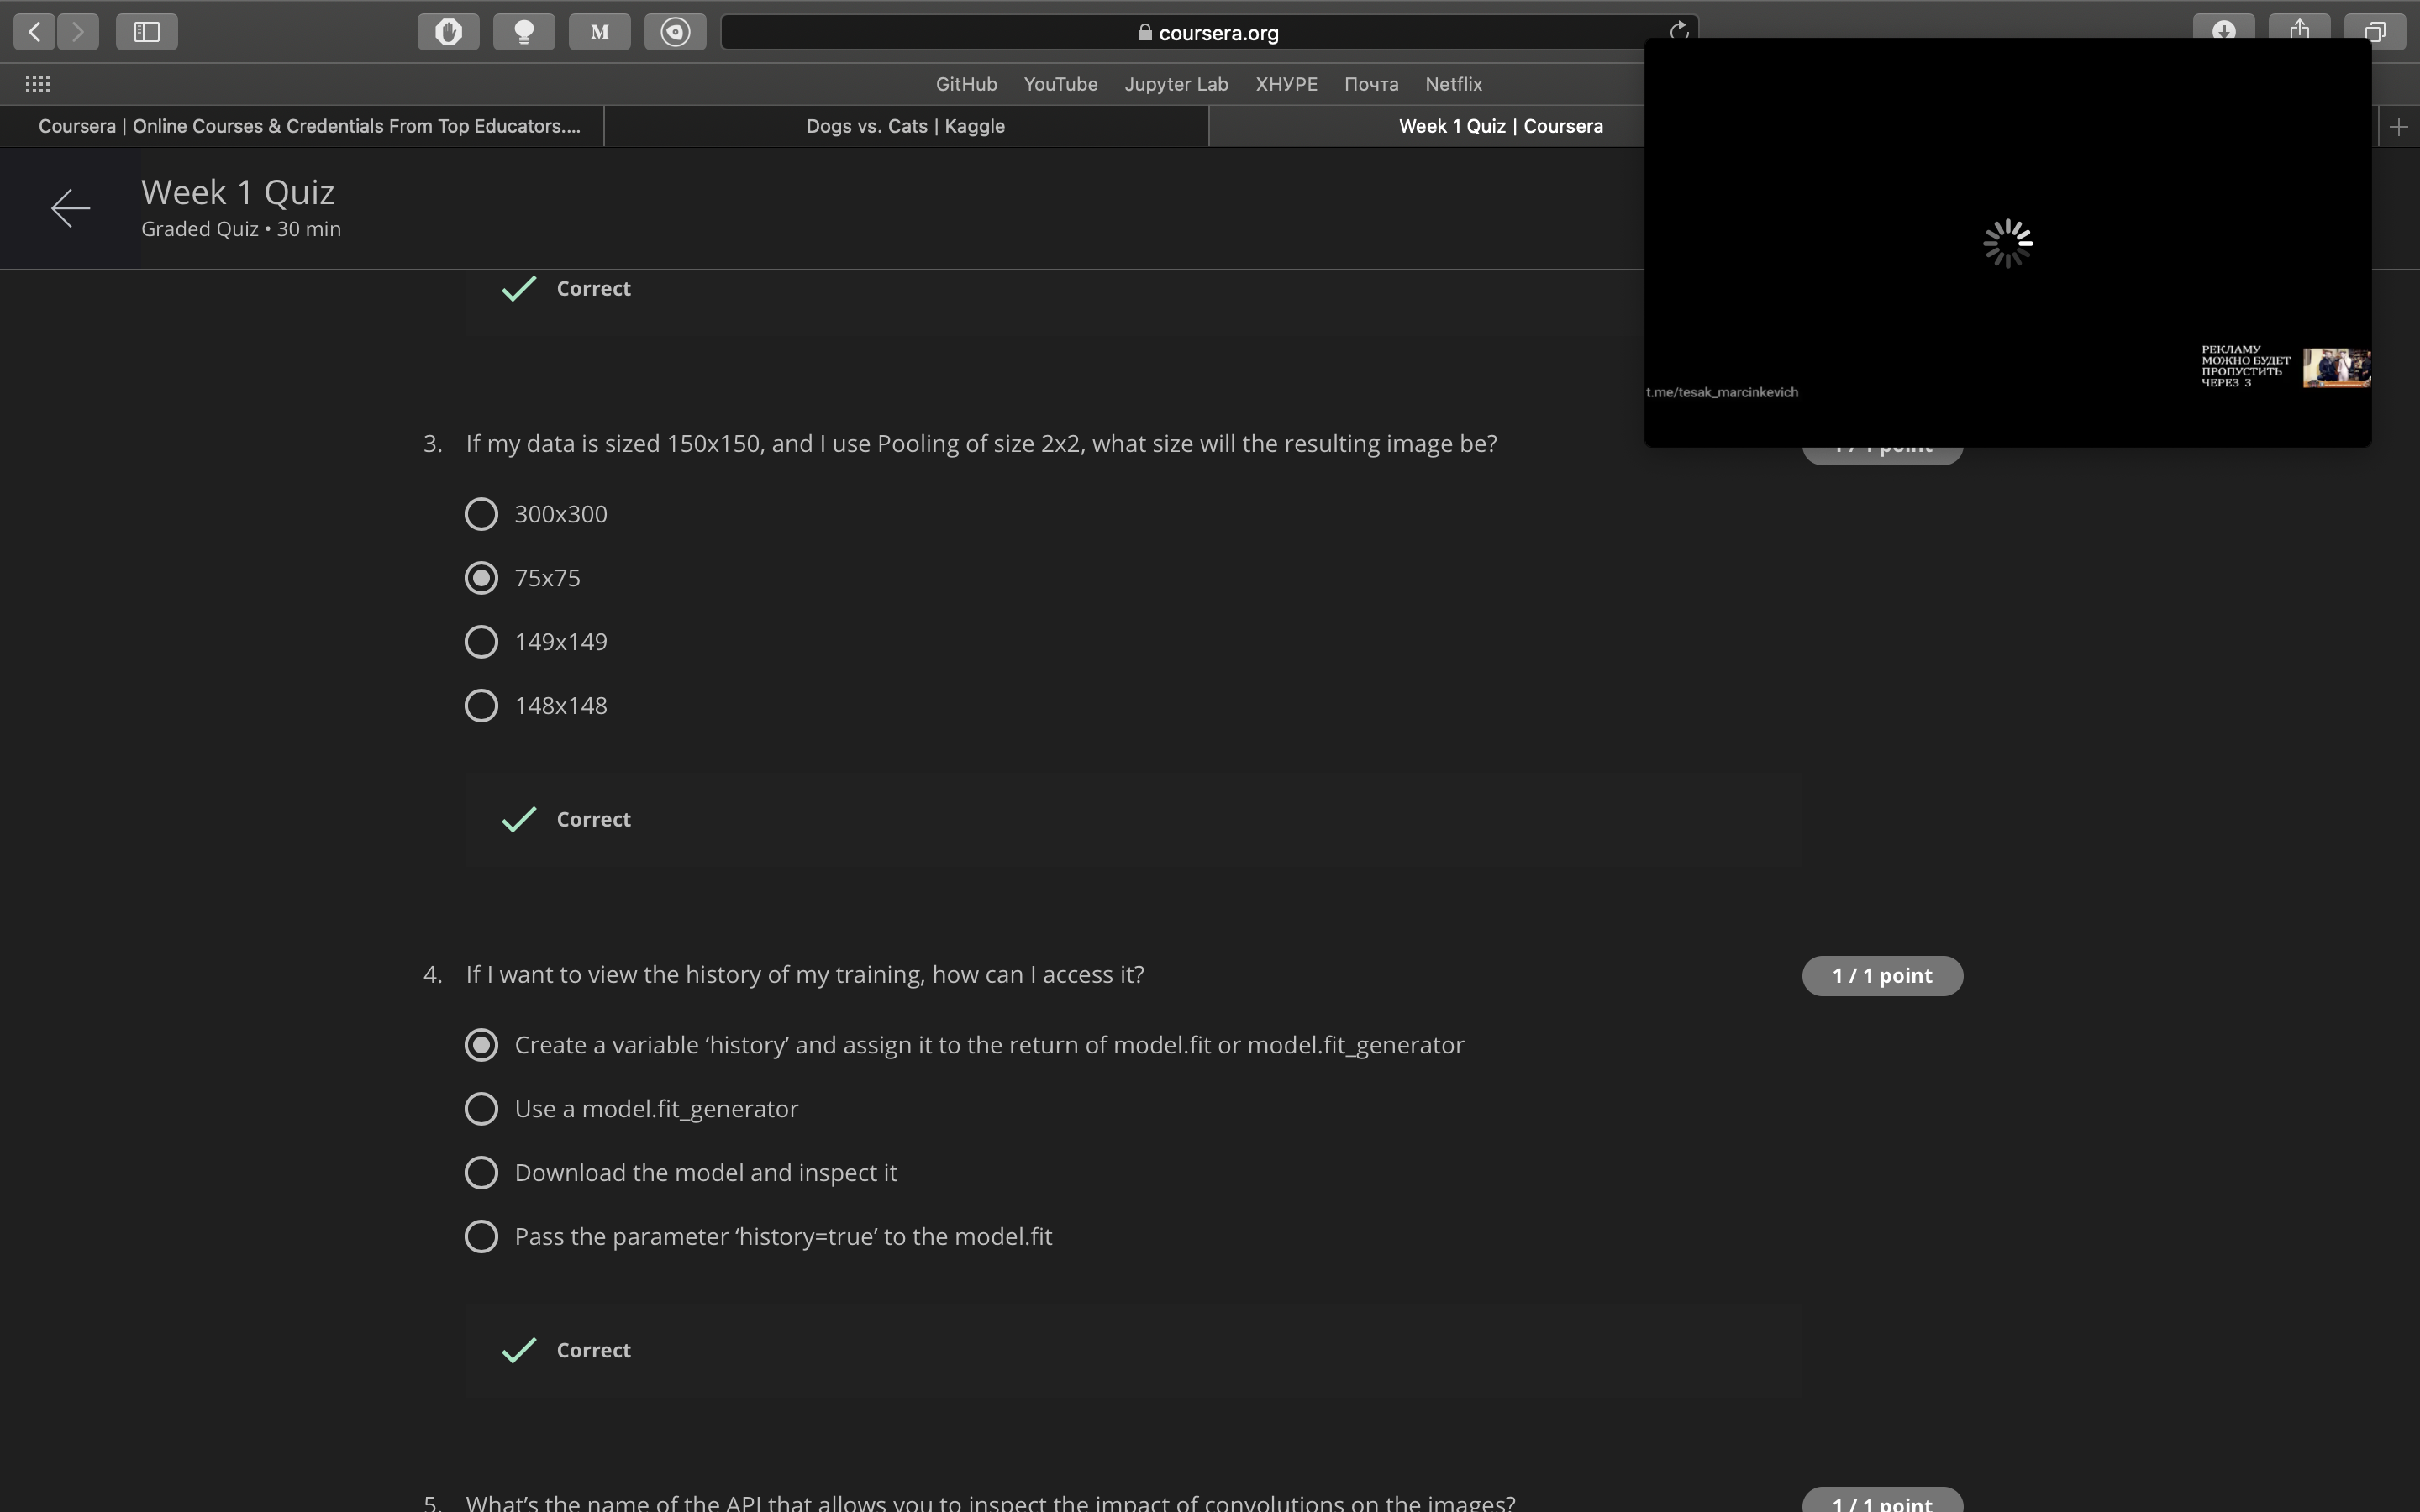 M
coursera.org
GitHub YouTube Jupyter Lab ХНУРЕ Почта Netflix
Coursera | Online Courses & Credentials From Top Educators.... Dogs vs. Cats | Kaggle Week 1 Quiz | Coursera
Week 1 Quiz
Graded Quiz • 30 min
РЕКЛАМУ
МОЖНО БУДЕТ
ПРОПУСТИТЬ
ЧЕРЕЗ 3
t.me/tesak_marcinkevich
Correct
3. If my data is sized 150x150, and I use Pooling of size 2x2, what size will the resulting image be?
1 / 1 point
300x300
75x75
149x149
148x148
Correct
4. If I want to view the history of my training, how can I access it?
1 / 1 point
Create a variable ‘history’ and assign it to the return of model.fit or model.fit_generator
Use a model.fit_generator
Download the model and inspect it
Pass the parameter ‘history=true’ to the model.fit
Correct
5. What’s the name of the API that allows you to inspect the impact of convolutions on the images?
1 / 1 point